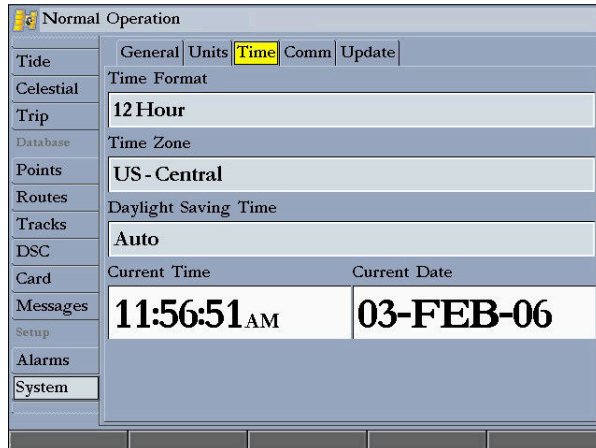 Normal Operation
General Units Time Comm Update
Tide
Celestial
Trip
Database
Points
Routes
Tracks
DSC
Card
Messages
Setup
Alarms
System
Time Format
12 Hour
Time Zone
US - Central
Daylight Saving Time
Auto
Current Time Current Date
11:56:51 AM 03-FEB-06